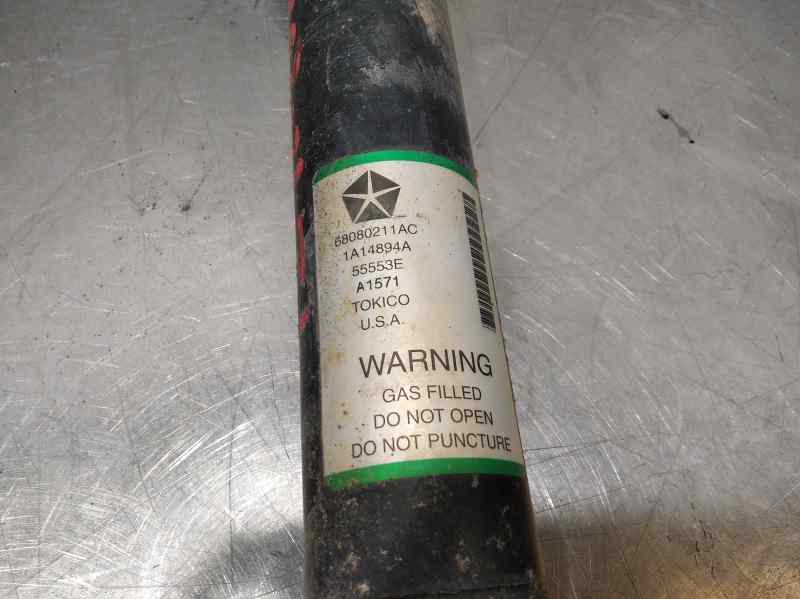 68080211AC
1A14894A
55553E
A1571
TOKICO
U.S.A.
WARNING
GAS FILLED
DO NOT OPEN
DO NOT PUNCTURE